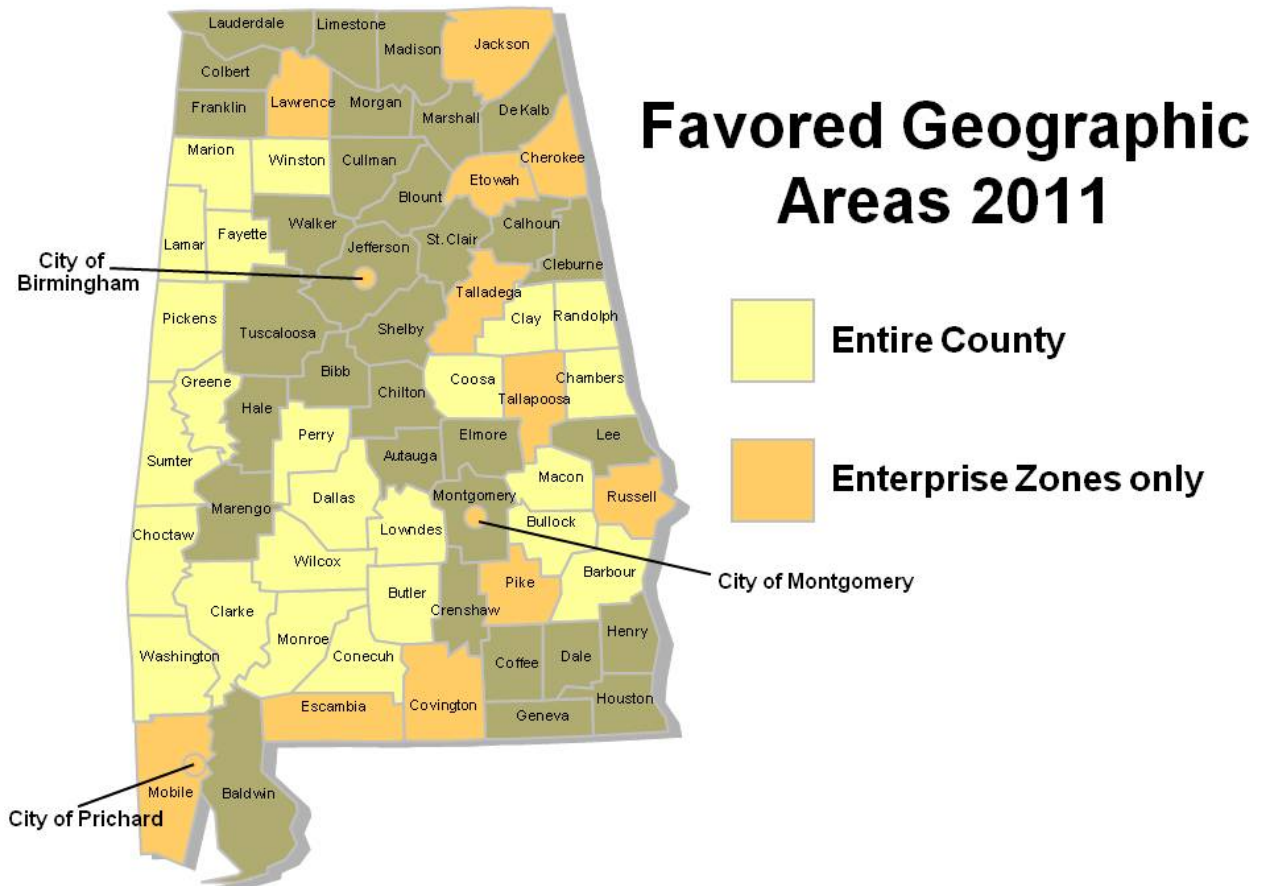 Favored Geographic
Areas 2011
Entire County
Enterprise Zones only
Lauderdale
Limestone
Madison
Jackson
Colbert
Lawrence
Franklin
Morgan
Marshall
De Kalb
Marion
Winston
Cullman
Cherokee
Etowah
Blount
Lamar
Fayette
Walker
Jefferson
St. Clair
Calhoun
Cleburne
City of
Birmingham
Talladega
Pickens
Tuscaloosa
Shelby
Clay
Randolph
Greene
Bibb
Coosa
Chambers
Chilton
Tallapoosa
Hale
Perry
Elmore
Lee
Sumter
Autauga
Macon
Dallas
Montgomery
Russell
Marengo
Lowndes
Bullock
Choctaw
Wilcox
Barbour
City of Montgomery
Pike
Butler
Crenshaw
Clarke
Monroe
Henry
Washington
Conecuh
Coffee
Dale
Escambia
Covington
Houston
Geneva
Mobile
Baldwin
City of Prichard